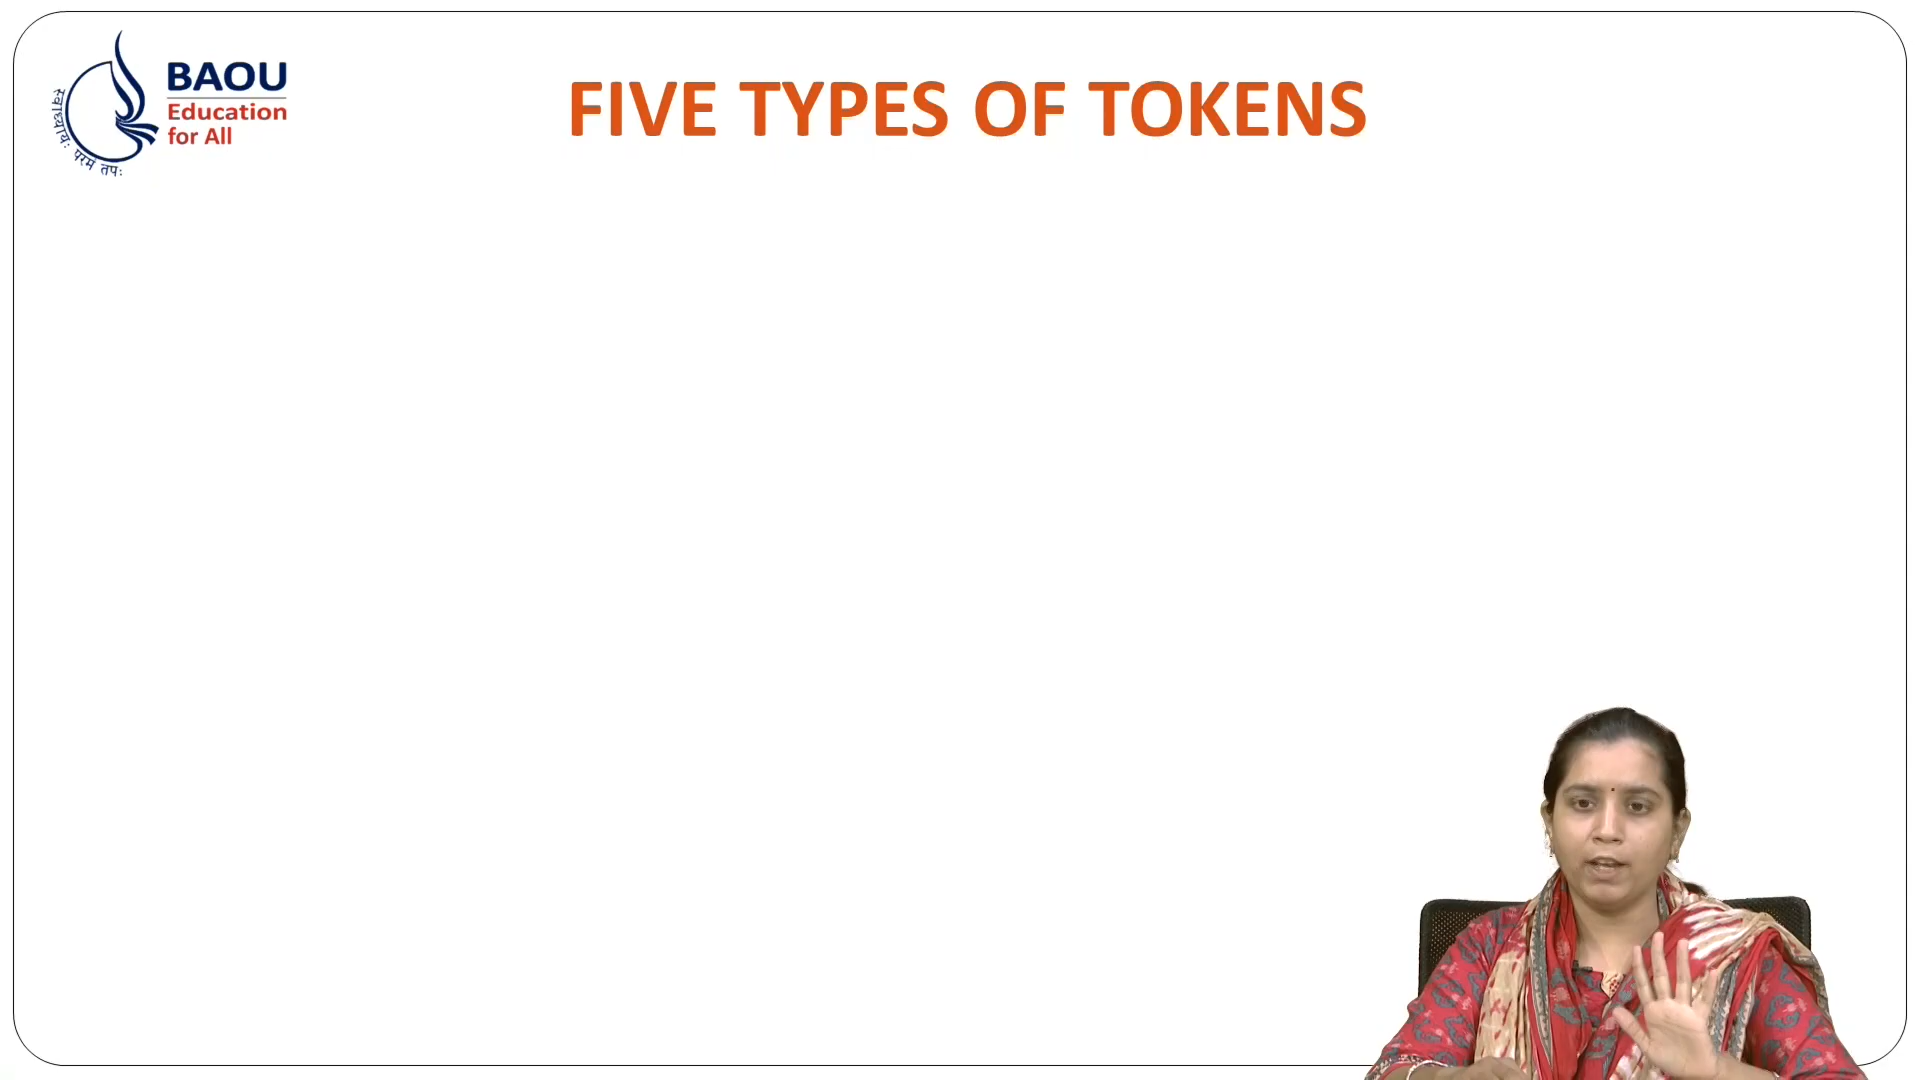 BAOU
Education
for All
स्वाध्यायः परमं तपः
FIVE TYPES OF TOKENS